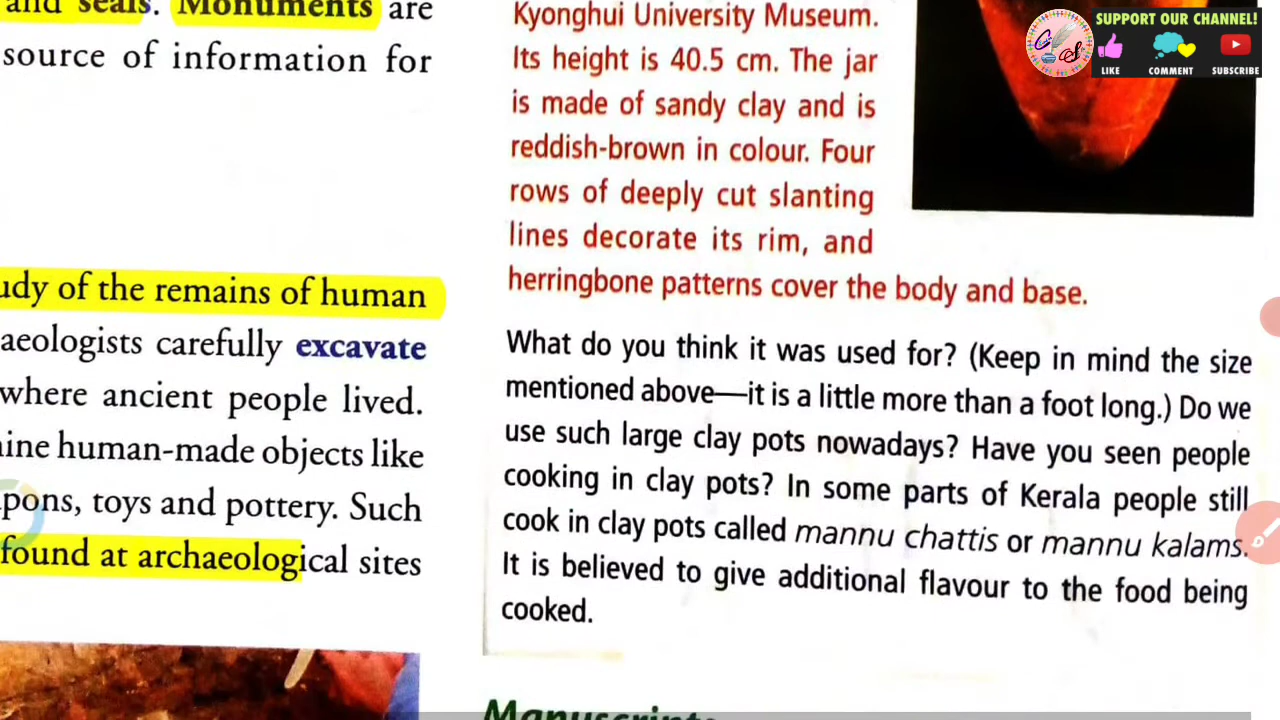 and seals. Monuments are
source of information for
udy of the remains of human
aeologists carefully excavate
where ancient people lived.
ine human-made objects like
pons, toys and pottery. Such
found at archaeological sites
Kyonghui University Museum.
Its height is 40.5 cm. The jar
is made of sandy clay and is
reddish-brown in colour. Four
rows of deeply cut slanting
lines decorate its rim, and
herringbone patterns cover the body and base.
What do you think it was used for? (Keep in mind the size
mentioned above—it is a little more than a foot long.) Do we
use such large clay pots nowadays? Have you seen people
cooking in clay pots? In some parts of Kerala people still
cook in clay pots called mannu chattis or mannu kalams.
It is believed to give additional flavour to the food being
cooked.
Manuscripts
SUPPORT OUR CHANNEL!
LIKE COMMENT SUBSCRIBE